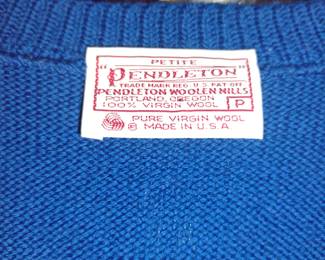 PETITE
"PENDLETON"
TRADE MARK REG. U.S. PAT. OFF.
PENDLETON WOOLEN MILLS
PORTLAND, OREGON
100% VIRGIN WOOL
P
PURE VIRGIN WOOL
© MADE IN U.S.A.